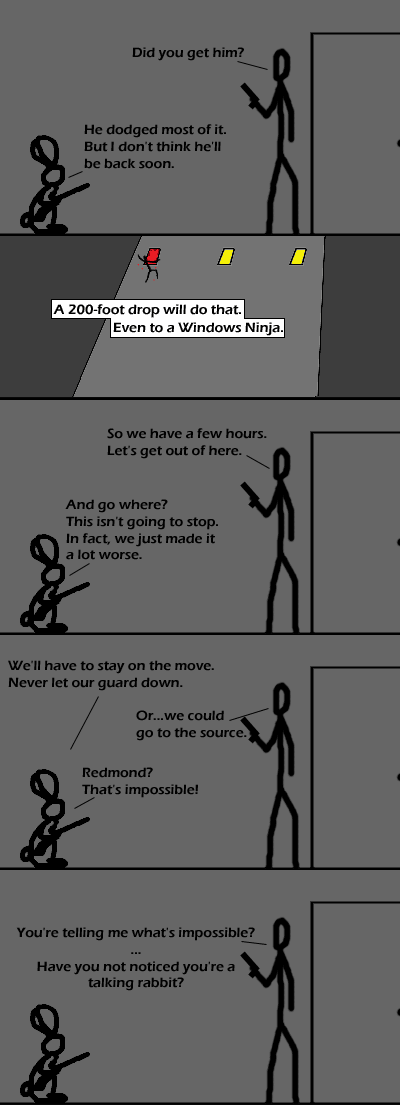 Did you get him?
He dodged most of it.
But I don't think he'll
be back soon.
A 200-foot drop will do that.
Even to a Windows Ninja.
So we have a few hours.
Let's get out of here.
And go where?
This isn't going to stop.
In fact, we just made it
a lot worse.
We'll have to stay on the move.
Never let our guard down.
Or...we could
go to the source.
Redmond?
That's impossible!
You're telling me what's impossible?
...
Have you not noticed you're a
talking rabbit?